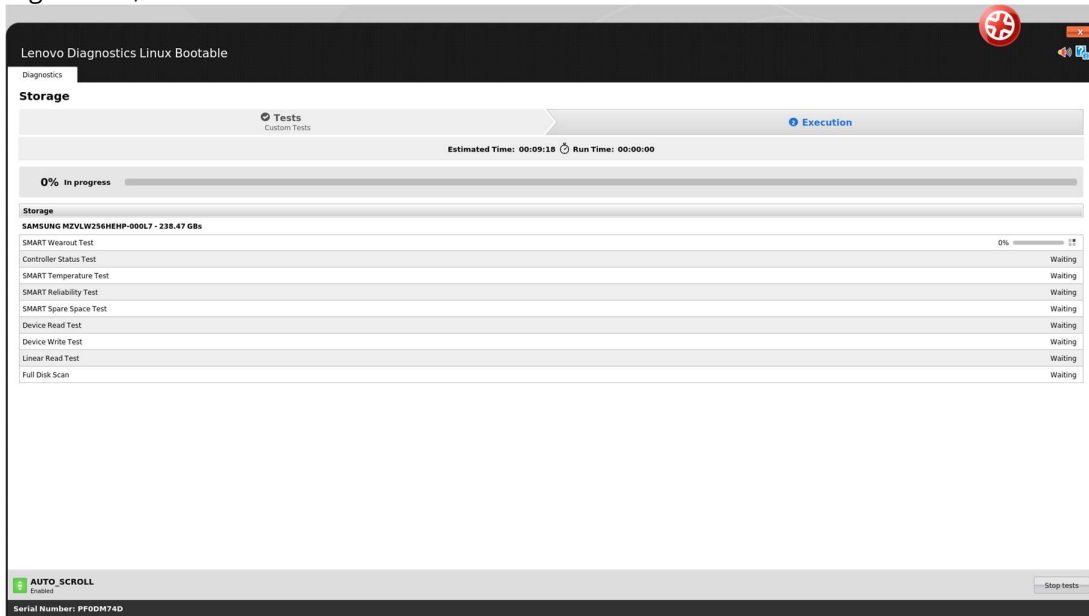 Lenovo Diagnostics Linux Bootable
Diagnostics
Storage
Tests
Custom Tests
2 Execution
Estimated Time: 00:09:18 Run Time: 00:00:00
0% In progress
Storage
SAMSUNG MZVLW256HEHP-000L7 - 238.47 GBs
SMART Wearout Test 0%
Controller Status Test Waiting
SMART Temperature Test Waiting
SMART Reliability Test Waiting
SMART Spare Space Test Waiting
Device Read Test Waiting
Device Write Test Waiting
Linear Read Test Waiting
Full Disk Scan Waiting
AUTO_SCROLL
Enabled
Stop tests
Serial Number: PF0DM74D